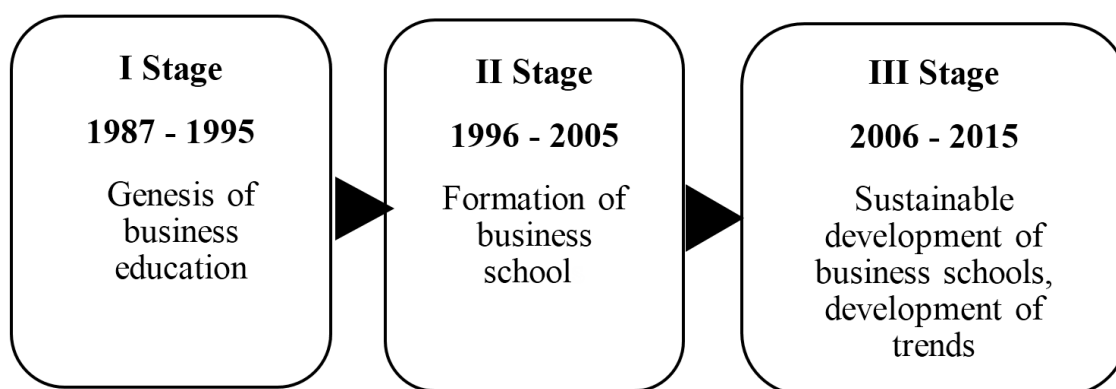 I Stage
1987 - 1995
Genesis of
business
education
II Stage
1996 - 2005
Formation of
business
school
III Stage
2006 - 2015
Sustainable
development of
business schools,
development of
trends